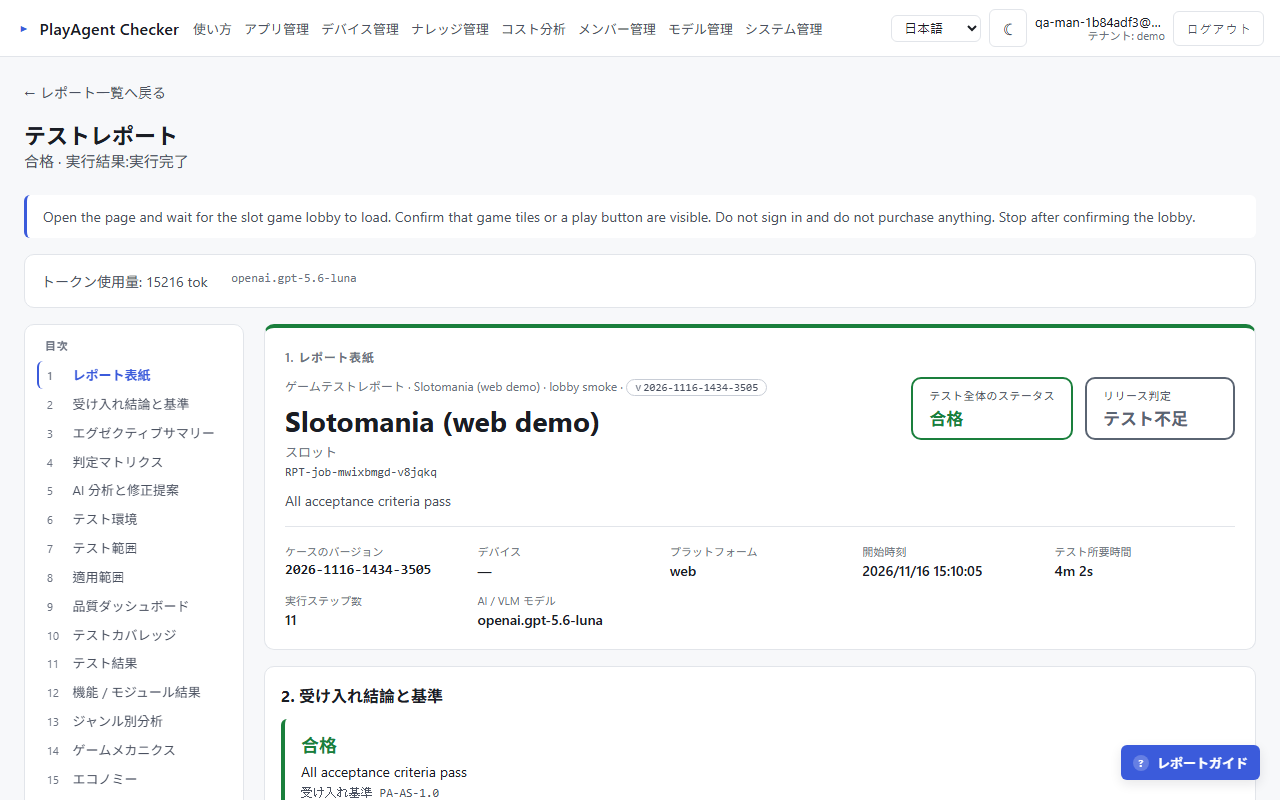 PlayAgent Checker 使い方 アプリ管理 デバイス管理 ナレッジ管理 コスト分析 メンバー管理 モデル管理 システム管理 日本語 qa-man-1b84adf3@... ログアウト
テナント: demo
← レポート一覧へ戻る
テストレポート
合格 · 実行結果:実行完了
Open the page and wait for the slot game lobby to load. Confirm that game tiles or a play button are visible. Do not sign in and do not purchase anything. Stop after confirming the lobby.
トークン使用量: 15216 tok openai.gpt-5.6-luna
目次
1 レポート表紙
2 受け入れ結論と基準
3 エグゼクティブサマリー
4 判定マトリクス
5 AI 分析と修正提案
6 テスト環境
7 テスト範囲
8 適用範囲
9 品質ダッシュボード
10 テストカバレッジ
11 テスト結果
12 機能 / モジュール結果
13 ジャンル別分析
14 ゲームメカニクス
15 エコノミー
1. レポート表紙
ゲームテストレポート · Slotomania (web demo) · lobby smoke · v 2026-1116-1434-3505
Slotomania (web demo)
スロット
RPT-job-mwixbmgd-v8jqkq
All acceptance criteria pass
テスト全体のステータス
合格
リリース判定
テスト不足
ケースのバージョン デバイス プラットフォーム 開始時刻 テスト所要時間
2026-1116-1434-3505 — web 2026/11/16 15:10:05 4m 2s
実行ステップ数 AI / VLM モデル
11 openai.gpt-5.6-luna
2. 受け入れ結論と基準
合格
All acceptance criteria pass
受け入れ基準 PA-AS-1.0
? レポートガイド